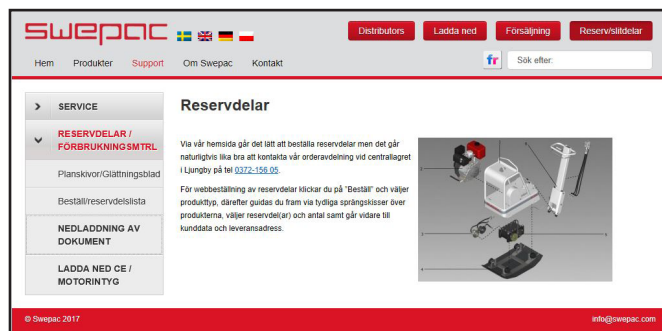 swepac
Distributors
Ladda ned
Försäljning
Reserv/slitdelar
Hem
Produkter
Support
Om Swepac
Kontakt
fr
Sök efter:
SERVICE
RESERVDELAR /
FÖRBRUKNINGSMTRL
Planskivor/Glättningsblad
Beställ/reservdelslista
NEDLADDNING AV
DOKUMENT
LADDA NED CE /
MOTORINTYG
Reservdelar
Via vår hemsida går det lätt att beställa reservdelar men det går
naturligtvis lika bra att kontakta vår orderavdelning vid centrallagret
i Ljungby på tel 0372-156 05.
För webbeställning av reservdelar klickar du på "Beställ" och väljer
produkttyp, därefter guidas du fram via tydliga sprängskisser över
produkterna, väljer reservdel(ar) och antal samt går vidare till
kunddata och leveransadress.
© Swepac 2017
info@swepac.com